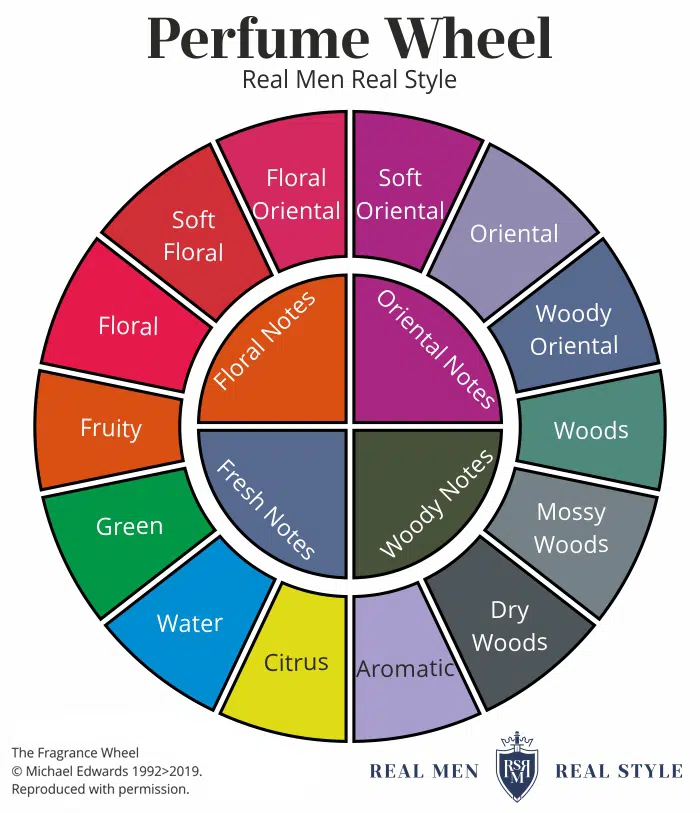 Perfume Wheel
Real Men Real Style
Floral
Oriental
Soft
Oriental
Oriental
Woody
Oriental
Woods
Mossy
Woods
Dry
Woods
Aromatic
Citrus
Water
Green
Fruity
Floral
Soft
Floral
Floral Notes
Oriental Notes
Woody Notes
Fresh Notes
The Fragrance Wheel
© Michael Edwards 1992>2019.
Reproduced with permission.
REAL MEN
RSR
M
REAL STYLE